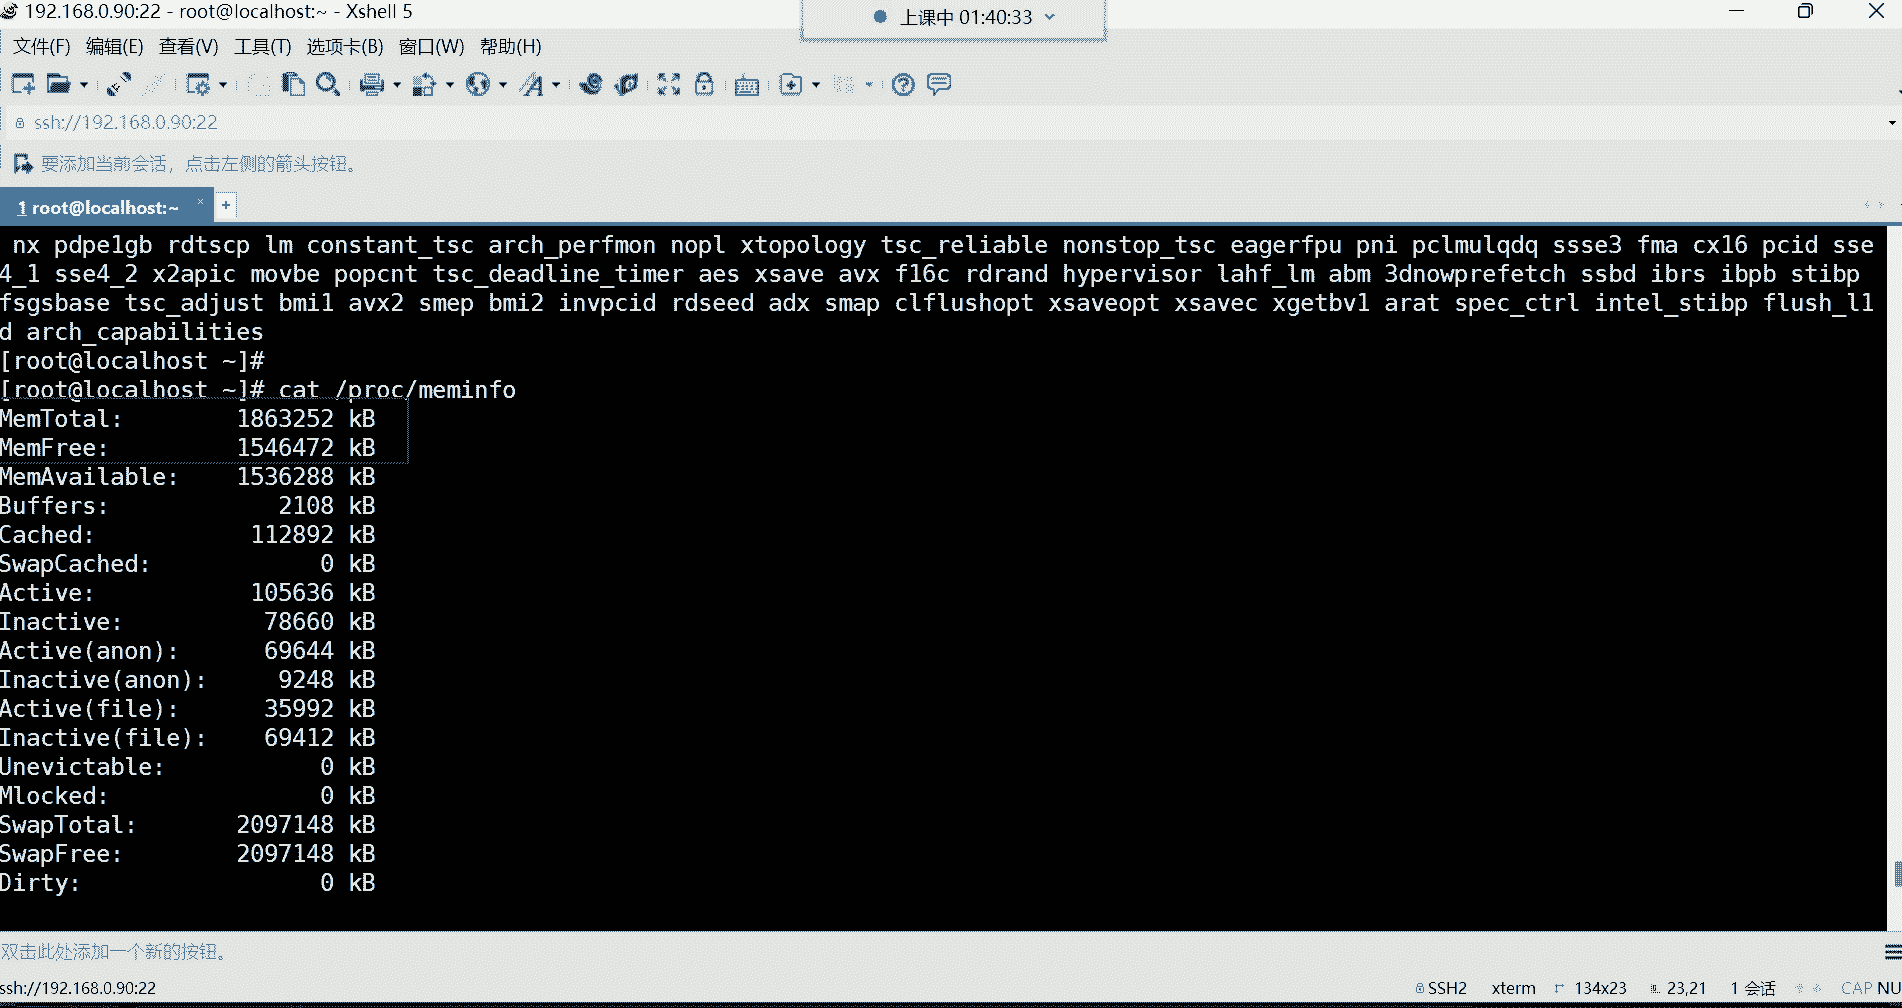 192.168.0.90:22 - root@localhost:~ - Xshell 5
上课中 01:40:33
文件(F) 编辑(E) 查看(V) 工具(T) 选项卡(B) 窗口(W) 帮助(H)
ssh://192.168.0.90:22
要添加当前会话，点击左侧的箭头按钮。
1 root@localhost:~ × +
nx pdpe1gb rdtscp lm constant_tsc arch_perfmon nopl xtopology tsc_reliable nonstop_tsc eagerfpu pni pclmulqdq ssse3 fma cx16 pcid sse
4_1 sse4_2 x2apic movbe popcnt tsc_deadline_timer aes xsave avx f16c rdrand hypervisor lahf_lm abm 3dnowprefetch ssbd ibrs ibpb stibp
fsgsbase tsc_adjust bmi1 avx2 smep bmi2 invpcid rdseed adx smap clflushopt xsaveopt xsavec xgetbv1 arat spec_ctrl intel_stibp flush_l1
d arch_capabilities
[root@localhost ~]#
[root@localhost ~]# cat /proc/meminfo
MemTotal: 1863252 kB
MemFree: 1546472 kB
MemAvailable: 1536288 kB
Buffers: 2108 kB
Cached: 112892 kB
SwapCached: 0 kB
Active: 105636 kB
Inactive: 78660 kB
Active(anon): 69644 kB
Inactive(anon): 9248 kB
Active(file): 35992 kB
Inactive(file): 69412 kB
Unevictable: 0 kB
Mlocked: 0 kB
SwapTotal: 2097148 kB
SwapFree: 2097148 kB
Dirty: 0 kB
双击此处添加一个新的按钮。
ssh://192.168.0.90:22 SSH2 xterm 134x23 23,21 1 会话 CAP NU